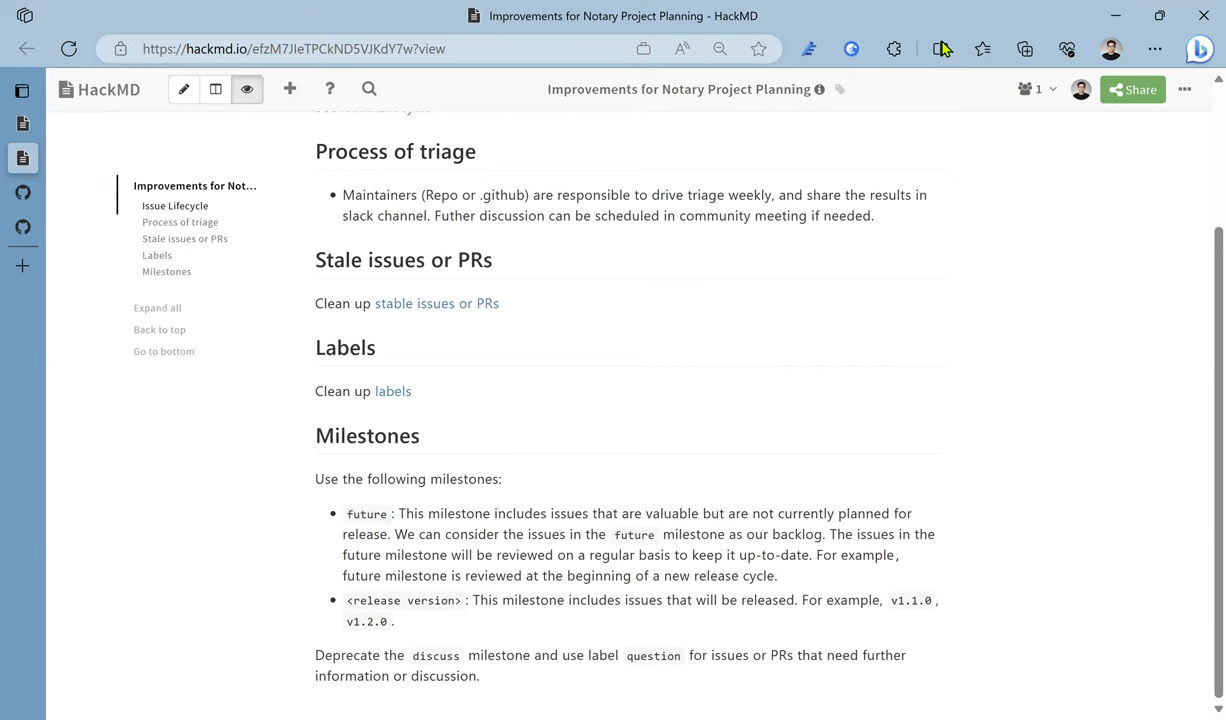 Improvements for Notary Project Planning - HackMD
https://hackmd.io/efzM7JIeTPCkND5VJKdY7w?view
HackMD
Improvements for Notary Project Planning
1
Share
Process of triage
Maintainers (Repo or .github) are responsible to drive triage weekly, and share the results in
slack channel. Futher discussion can be scheduled in community meeting if needed.
Stale issues or PRs
Clean up stable issues or PRs
Labels
Clean up labels
Milestones
Use the following milestones:
future: This milestone includes issues that are valuable but are not currently planned for
release. We can consider the issues in the future milestone as our backlog. The issues in the
future milestone will be reviewed on a regular basis to keep it up-to-date. For example,
future milestone is reviewed at the beginning of a new release cycle.
<release version>: This milestone includes issues that will be released. For example, v1.1.0,
v1.2.0.
Deprecate the discuss milestone and use label question for issues or PRs that need further
information or discussion.
Improvements for Not...
Issue Lifecycle
Process of triage
Stale issues or PRs
Labels
Milestones
Expand all
Back to top
Go to bottom